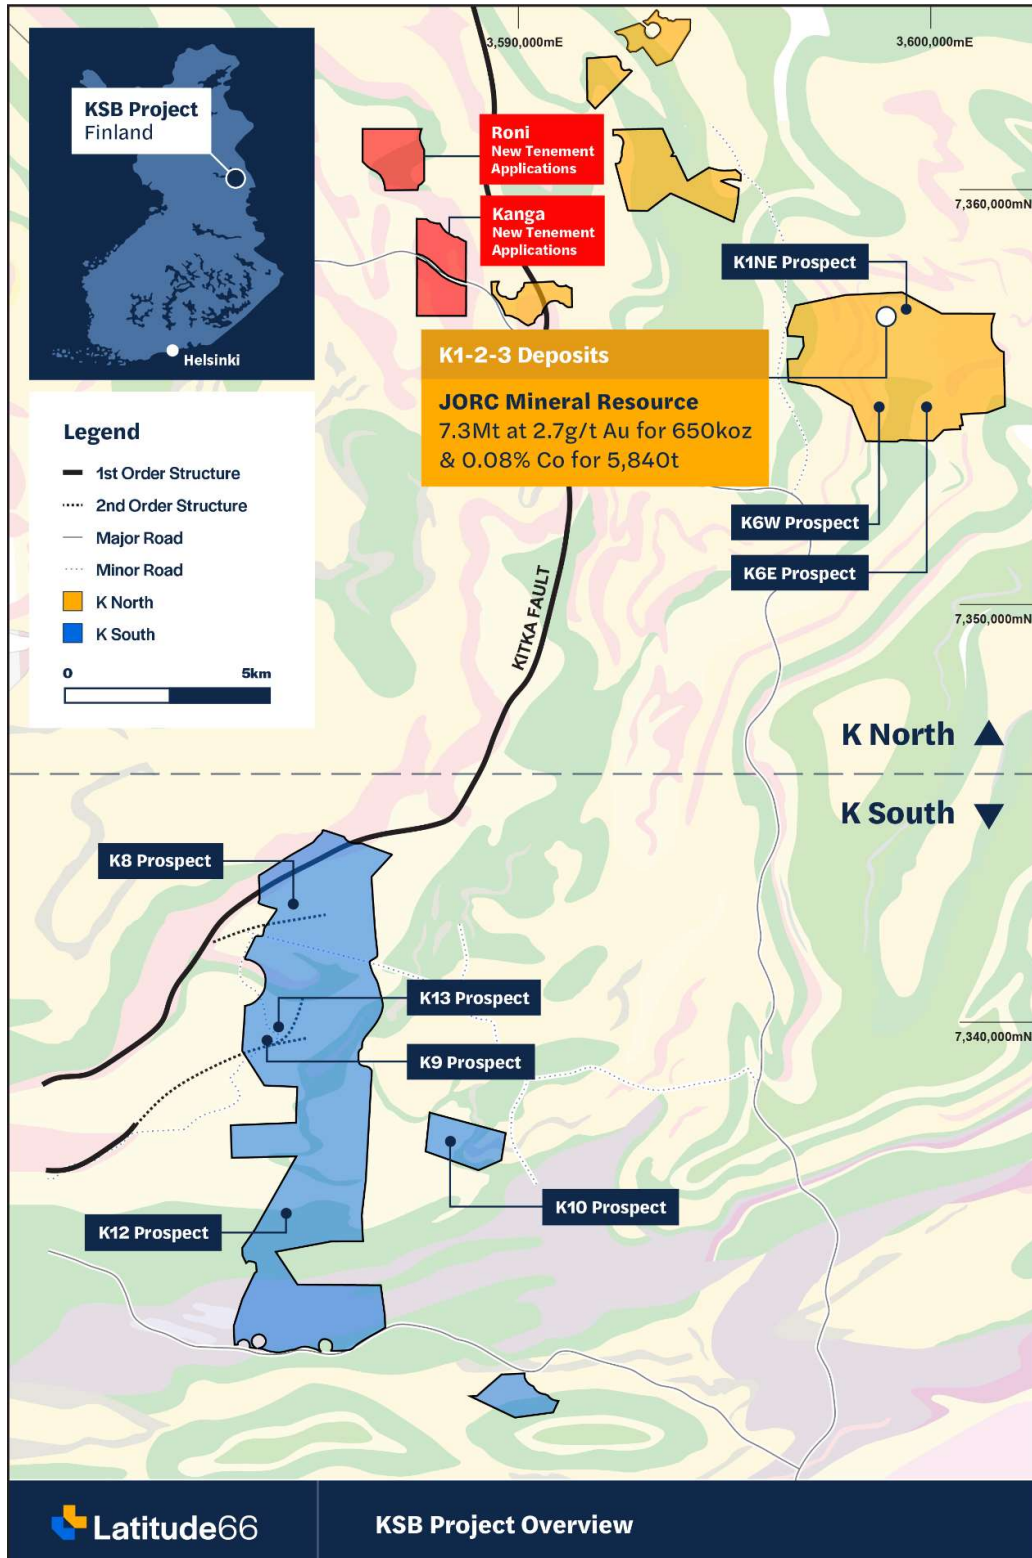 3,590,000mE
3,600,000mE
KSB Project
Finland
Helsinki
Roni
New Tenement
Applications
Kanga
New Tenement
Applications
7,360,000mN
K1NE Prospect
K1-2-3 Deposits
JORC Mineral Resource
7.3Mt at 2.7g/t Au for 650koz
& 0.08% Co for 5,840t
Legend
1st Order Structure
2nd Order Structure
Major Road
Minor Road
K North
K South
0 5km
K6W Prospect
K6E Prospect
7,350,000mN
KITKA FAULT
K North
K South
K8 Prospect
K13 Prospect
K9 Prospect
7,340,000mN
K10 Prospect
K12 Prospect
Latitude66
KSB Project Overview